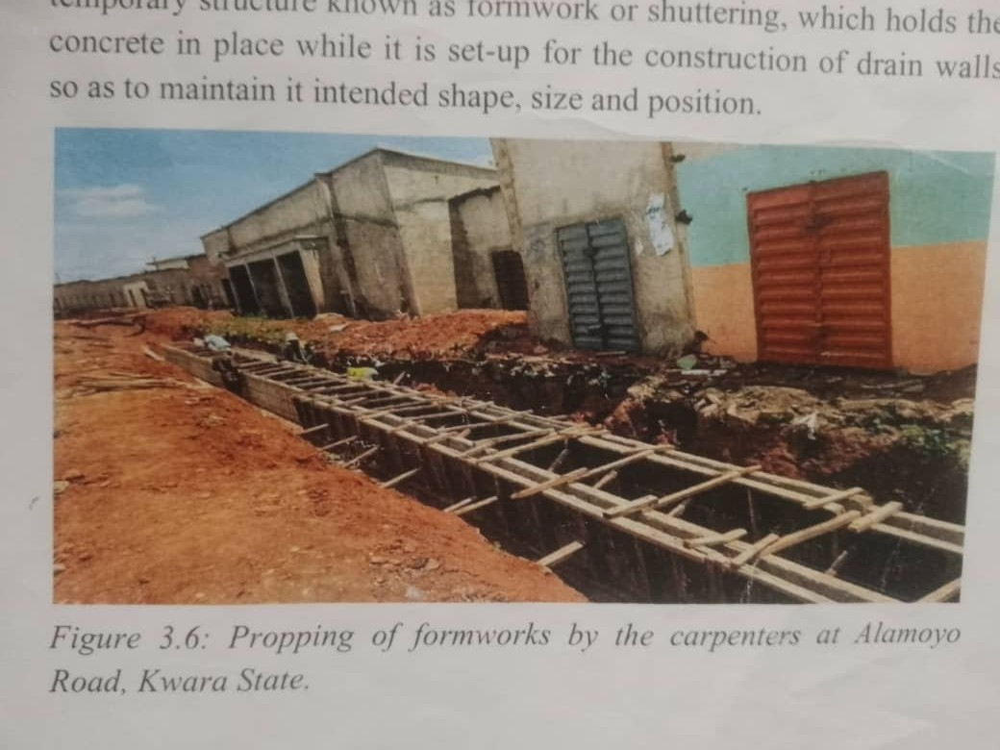 temporary structure known as formwork or shuttering, which holds the
concrete in place while it is set-up for the construction of drain walls
so as to maintain it intended shape, size and position.
Figure 3.6: Propping of formworks by the carpenters at Alamoyo
Road, Kwara State.